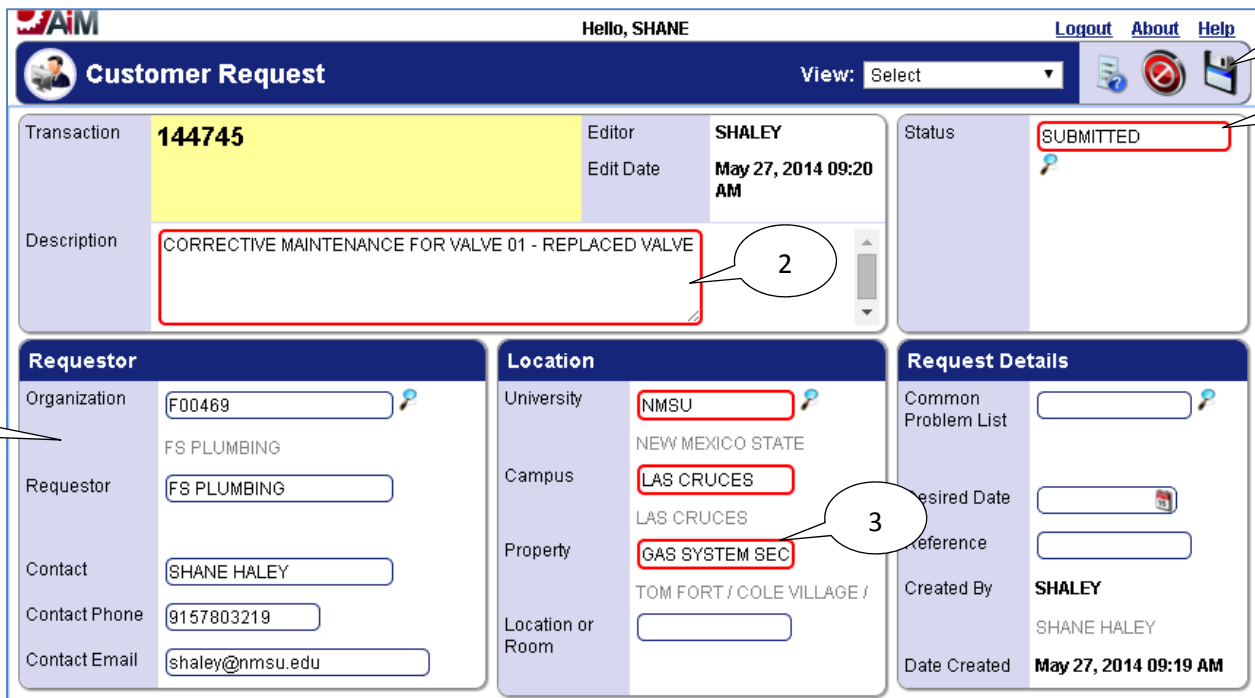 AiM
Hello, SHANE
Logout About Help
Customer Request
View: Select
Transaction
144745
Editor
SHALEY
Edit Date
May 27, 2014 09:20
AM
Status
SUBMITTED
Description
CORRECTIVE MAINTENANCE FOR VALVE 01 - REPLACED VALVE
2
Requestor
Organization
F00469
FS PLUMBING
Requestor
FS PLUMBING
Contact
SHANE HALEY
Contact Phone
9157803219
Contact Email
shaley@nmsu.edu
Location
University
NMSU
NEW MEXICO STATE
Campus
LAS CRUCES
LAS CRUCES
3
Property
GAS SYSTEM SEC
TOM FORT / COLE VILLAGE /
Location or
Room
Request Details
Common
Problem List
esired Date
15
eference
Created By
SHALEY
SHANE HALEY
Date Created
May 27, 2014 09:19 AM